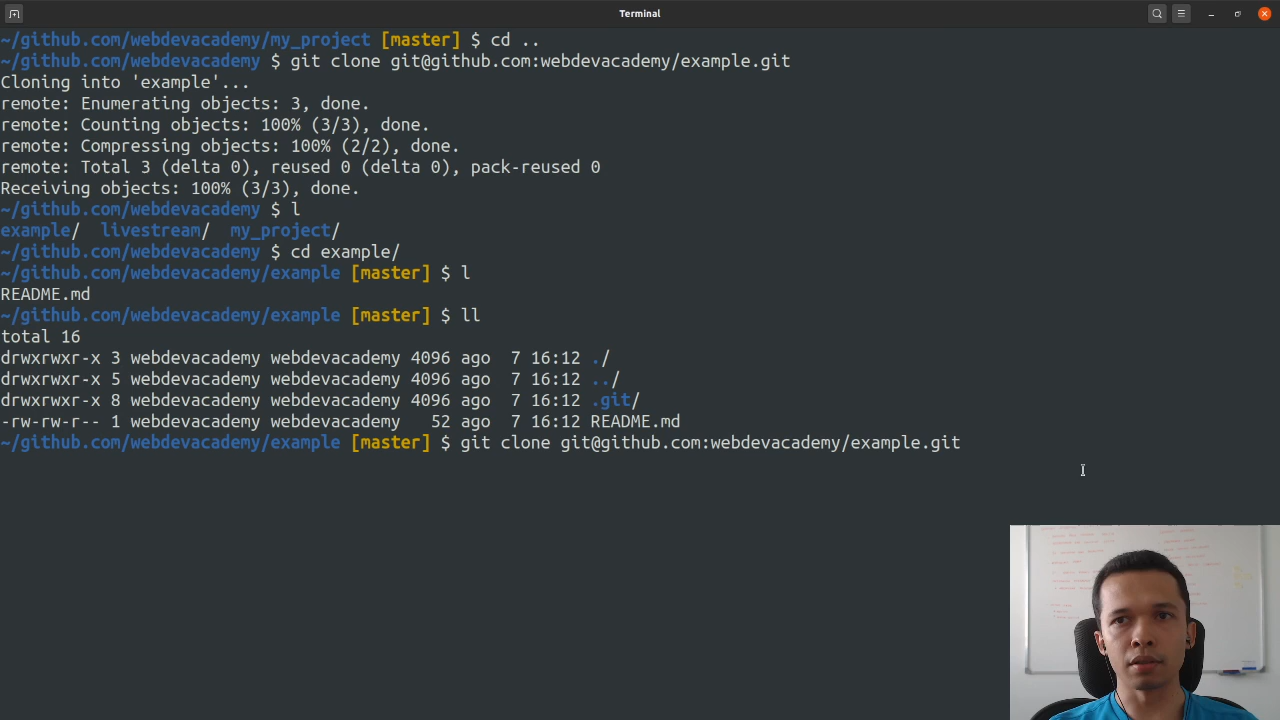 Terminal
~/github.com/webdevacademy/my_project [master] $ cd ..
~/github.com/webdevacademy $ git clone git@github.com:webdevacademy/example.git
Cloning into 'example'...
remote: Enumerating objects: 3, done.
remote: Counting objects: 100% (3/3), done.
remote: Compressing objects: 100% (2/2), done.
remote: Total 3 (delta 0), reused 0 (delta 0), pack-reused 0
Receiving objects: 100% (3/3), done.
~/github.com/webdevacademy $ l
example/  livestream/  my_project/
~/github.com/webdevacademy $ cd example/
~/github.com/webdevacademy/example [master] $ l
README.md
~/github.com/webdevacademy/example [master] $ ll
total 16
drwxrwxr-x 3 webdevacademy webdevacademy 4096 ago  7 16:12 ./
drwxrwxr-x 5 webdevacademy webdevacademy 4096 ago  7 16:12 ../
drwxrwxr-x 8 webdevacademy webdevacademy 4096 ago  7 16:12 .git/
-rw-rw-r-- 1 webdevacademy webdevacademy   52 ago  7 16:12 README.md
~/github.com/webdevacademy/example [master] $ git clone git@github.com:webdevacademy/example.git